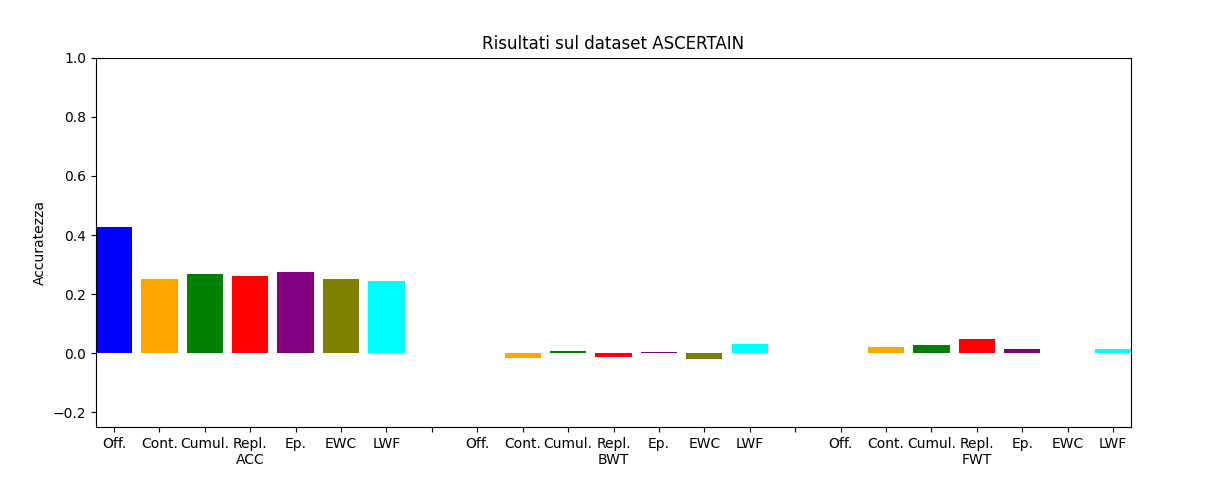 Risultati sul dataset ASCERTAIN
Accuratezza
1.0
0.8
0.6
0.4
0.2
0.0
−0.2
Off. Cont. Cumul. Repl. Ep. EWC LWF Off. Cont. Cumul. Repl. Ep. EWC LWF Off. Cont. Cumul. Repl. Ep. EWC LWF
ACC BWT FWT